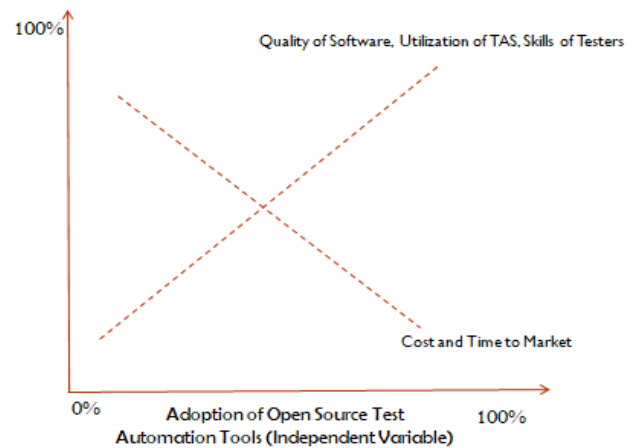 100%
Quality of Software, Utilization of TAS, Skills of Testers
Cost and Time to Market
0%
100%
Adoption of Open Source Test
Automation Tools (Independent Variable)